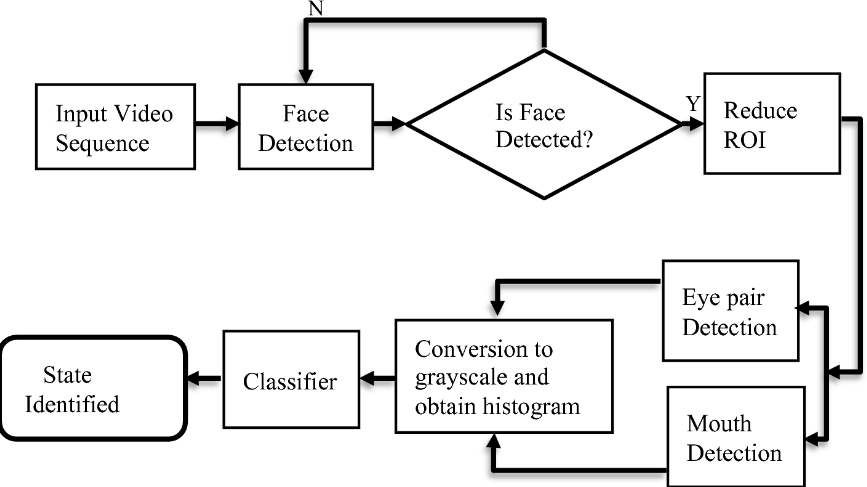 N
Input Video
Sequence
Face
Detection
Is Face
Detected?
Y
Reduce
ROI
Eye pair
Detection
Mouth
Detection
Conversion to
grayscale and
obtain histogram
Classifier
State
Identified